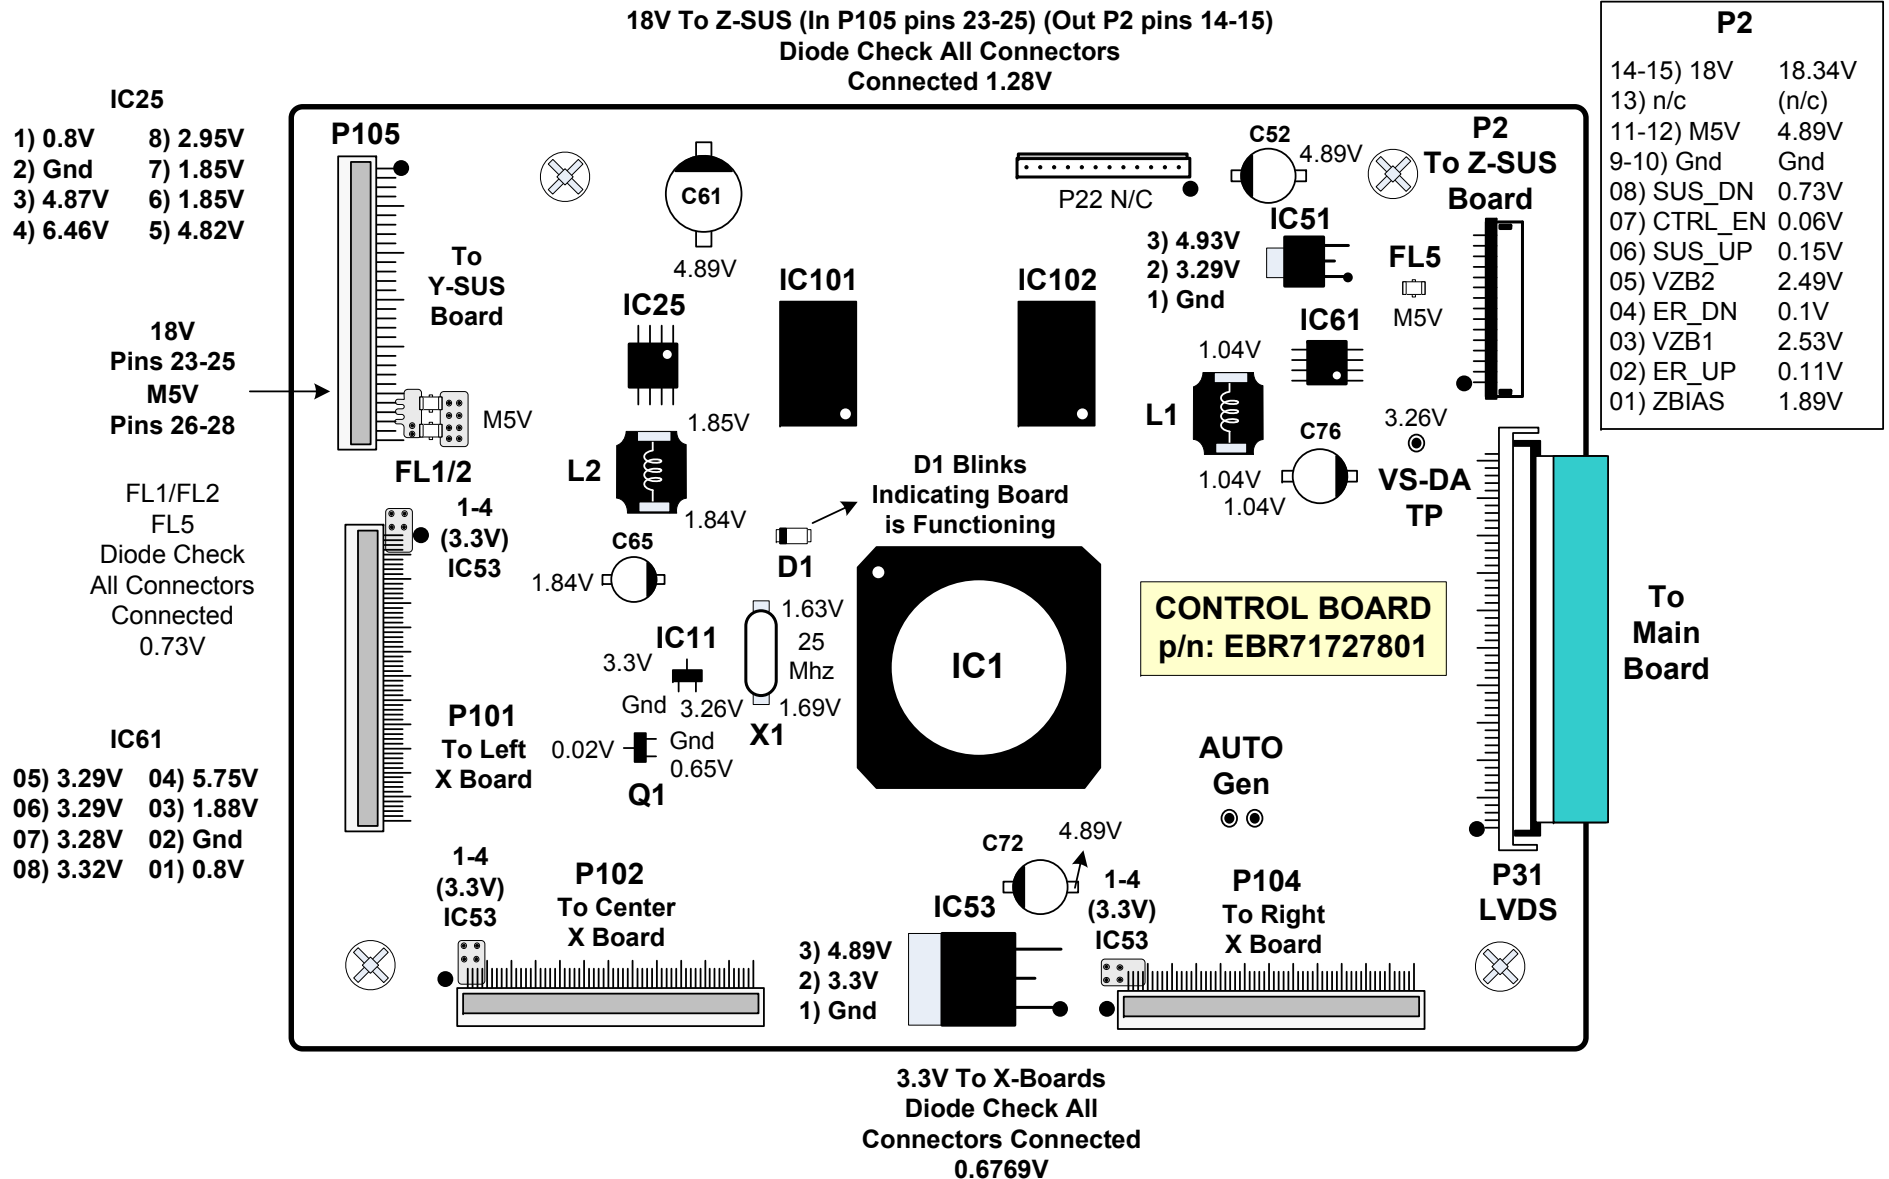 18V To Z-SUS (In P105 pins 23-25) (Out P2 pins 14-15)
Diode Check All Connectors
Connected 1.28V
P2
14-15) 18V 18.34V
13) n/c (n/c)
11-12) M5V 4.89V
9-10) Gnd Gnd
08) SUS_DN 0.73V
07) CTRL_EN 0.06V
06) SUS_UP 0.15V
05) VZB2 2.49V
04) ER_DN 0.1V
03) VZB1 2.53V
02) ER_UP 0.11V
01) ZBIAS 1.89V
IC25
1) 0.8V 8) 2.95V
2) Gnd 7) 1.85V
3) 4.87V 6) 1.85V
4) 6.46V 5) 4.82V
18V
Pins 23-25
M5V
Pins 26-28
FL1/FL2
FL5
Diode Check
All Connectors
Connected
0.73V
IC61
05) 3.29V 04) 5.75V
06) 3.29V 03) 1.88V
07) 3.28V 02) Gnd
08) 3.32V 01) 0.8V
P105
To
Y-SUS
Board
M5V
FL1/2
C61
4.89V
IC25
IC101
IC102
P22 N/C
C52
4.89V
P2
To Z-SUS
Board
IC51
3) 4.93V
2) 3.29V
1) Gnd
FL5
M5V
IC61
1.04V
L1
1.04V
C76
1.04V
3.26V
VS-DA
TP
1.85V
L2
1.84V
D1 Blinks
Indicating Board
is Functioning
D1
1-4
(3.3V)
IC53
C65
1.84V
IC11
3.3V
Gnd
3.26V
1.63V
25
Mhz
1.69V
X1
IC1
CONTROL BOARD
p/n: EBR71727801
To
Main
Board
P101
To Left
X Board
0.02V
Gnd
0.65V
Q1
AUTO
Gen
1-4
(3.3V)
IC53
P102
To Center
X Board
C72
4.89V
IC53
3) 4.89V
2) 3.3V
1) Gnd
1-4
(3.3V)
IC53
P104
To Right
X Board
P31
LVDS
3.3V To X-Boards
Diode Check All
Connectors Connected
0.6769V